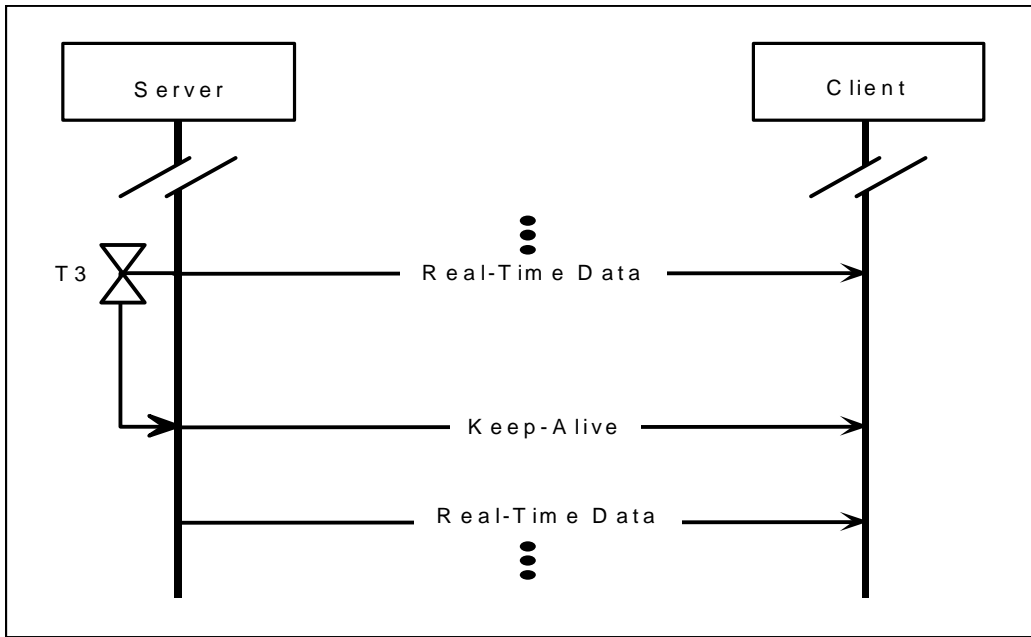 Server
Client
T3
Real-Time Data
Keep-Alive
Real-Time Data